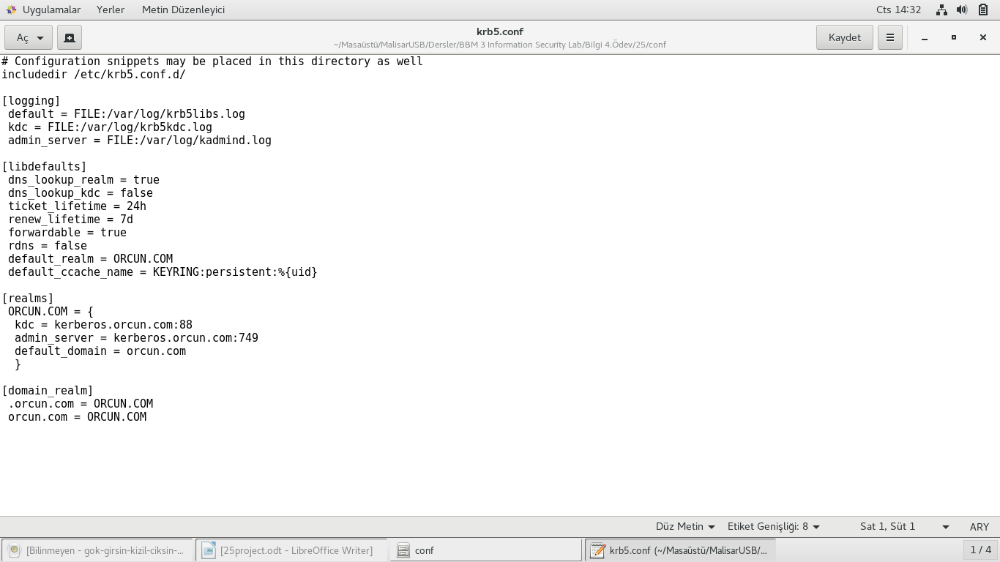 Uygulamalar Yerler Metin Düzenleyici Cts 14:32
Aç krb5.conf Kaydet
~/Masaüstü/MalisarUSB/Dersler/BBM 3 Information Security Lab/Bilgi 4.Ödev/25/conf
# Configuration snippets may be placed in this directory as well
includedir /etc/krb5.conf.d/

[logging]
 default = FILE:/var/log/krb5libs.log
 kdc = FILE:/var/log/krb5kdc.log
 admin_server = FILE:/var/log/kadmind.log

[libdefaults]
 dns_lookup_realm = true
 dns_lookup_kdc = false
 ticket_lifetime = 24h
 renew_lifetime = 7d
 forwardable = true
 rdns = false
 default_realm = ORCUN.COM
 default_ccache_name = KEYRING:persistent:%{uid}

[realms]
 ORCUN.COM = {
  kdc = kerberos.orcun.com:88
  admin_server = kerberos.orcun.com:749
  default_domain = orcun.com
  }

[domain_realm]
 .orcun.com = ORCUN.COM
 orcun.com = ORCUN.COM
Düz Metin Etiket Genişliği: 8 Sat 1, Süt 1 ARY
[Bilinmeyen - gok-girsin-kizil-ciksin-... [25project.odt - LibreOffice Writer] conf krb5.conf (~/Masaüstü/MalisarUSB/... 1 / 4